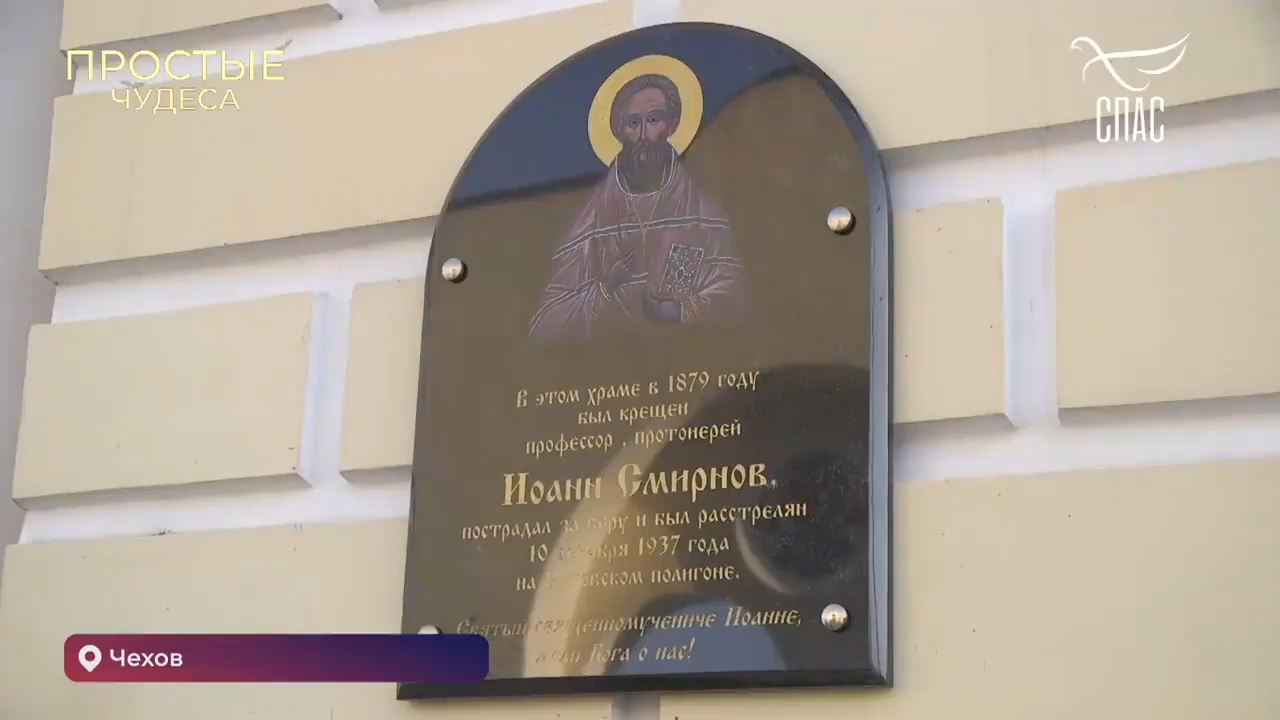 ПРОСТЫЕ
ЧУДЕСА
СПАС
В этом храме в 1879 году
был крещен
профессор , протоиерей
Иоанн Смирнов,
пострадал за веру и был расстрелян
10 1937 года
на полигоне.
Святый священномучениче Иоанне,
Бога о нас!
Чехов